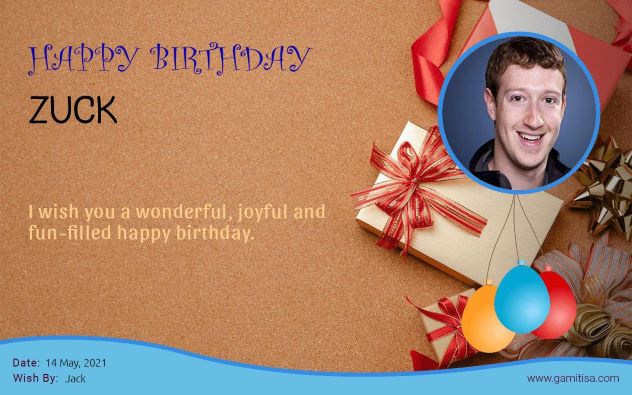 HAPPY BIRTHDAY
ZUCK
I wish you a wonderful, joyful and
fun-filled happy birthday.
Date: 14 May, 2021
Wish By: Jack
www.gamitisa.com